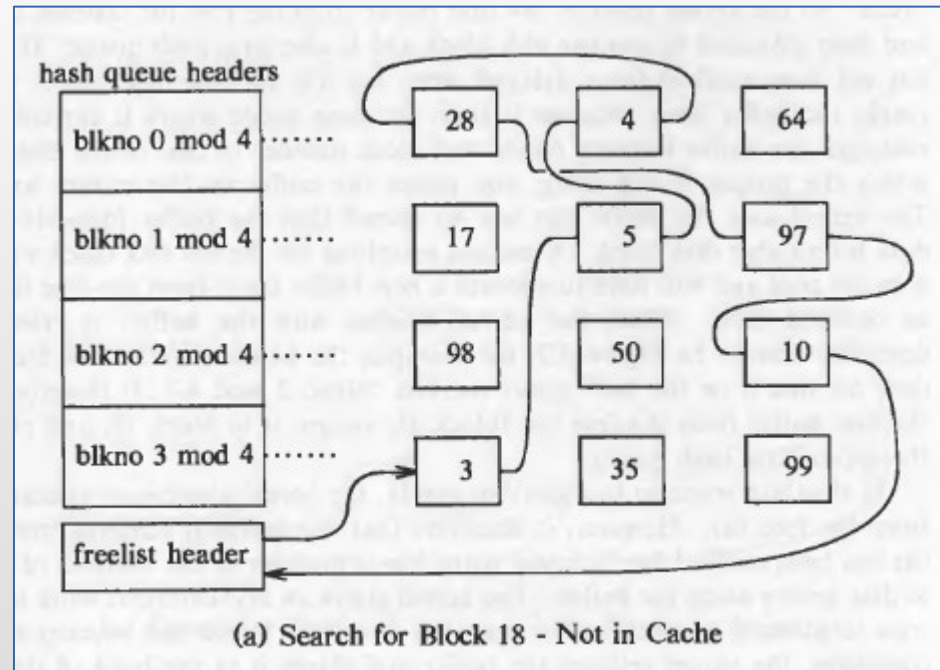 hash queue headers
blkno 0 mod 4
28 4 64
blkno 1 mod 4
17 5 97
blkno 2 mod 4
98 50 10
blkno 3 mod 4
3 35 99
freelist header
(a) Search for Block 18 - Not in Cache